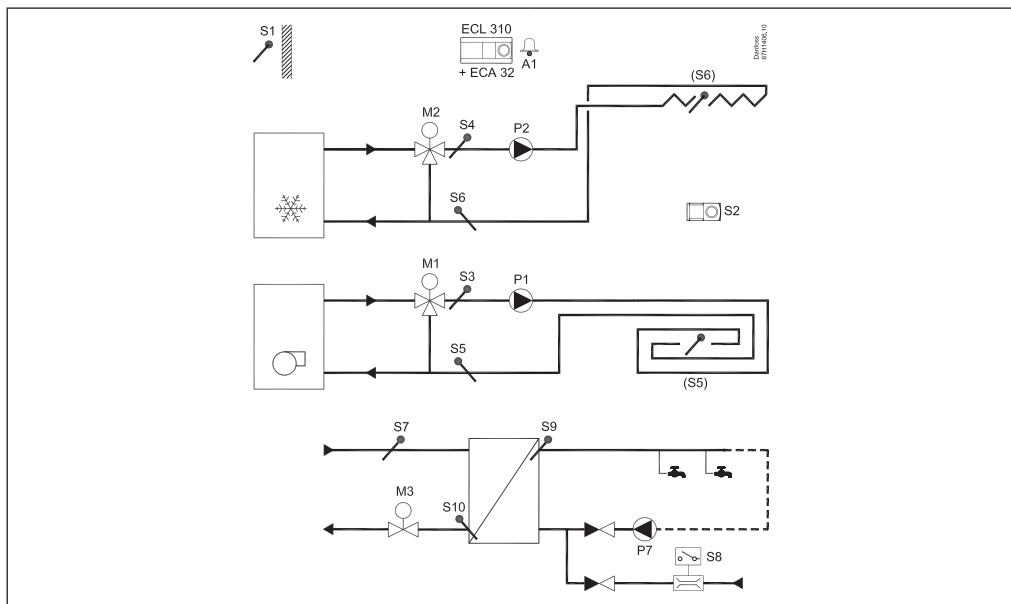 S1
ECL 310
A1
+ ECA 32
Danfoss
87H1406.10
(S6)
M2
S4
P2
S6
S2
M1
S3
P1
S5
(S5)
S7
S9
M3
S10
P7
S8